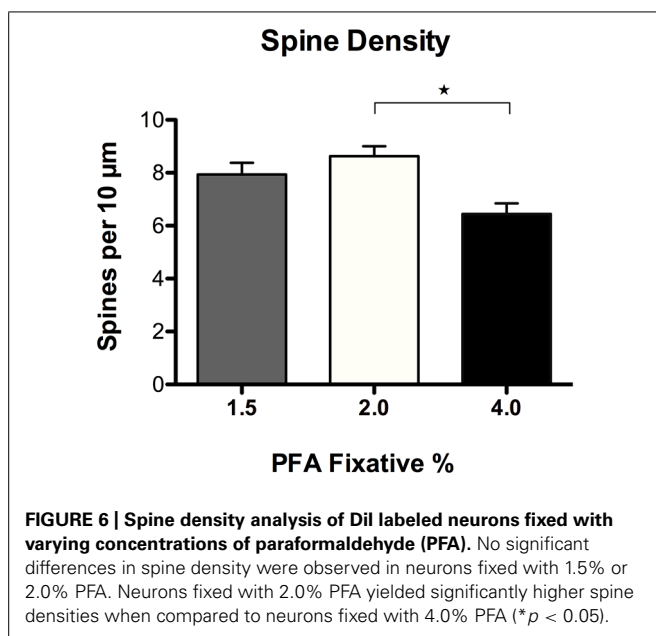 Spine Density
★
10
8
6
4
2
0
Spines per 10 µm
1.5 2.0 4.0
PFA Fixative %
FIGURE 6 | Spine density analysis of DiI labeled neurons fixed with
varying concentrations of paraformaldehyde (PFA). No significant
differences in spine density were observed in neurons fixed with 1.5% or
2.0% PFA. Neurons fixed with 2.0% PFA yielded significantly higher spine
densities when compared to neurons fixed with 4.0% PFA (*p < 0.05).